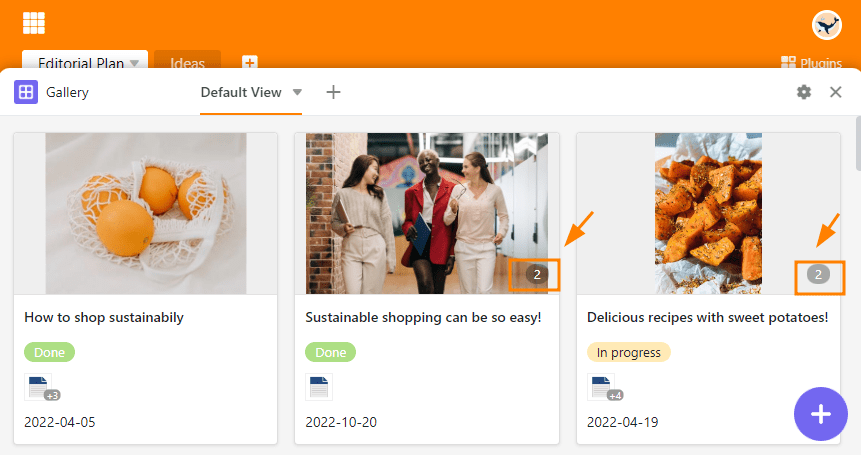 Editorial Plan Ideas Plugins
Gallery Default View
2
2
How to shop sustainabily
Sustainable shopping can be so easy!
Delicious recipes with sweet potatoes!
Done
Done
In progress
+3
+4
2022-04-05
2022-10-20
2022-04-19